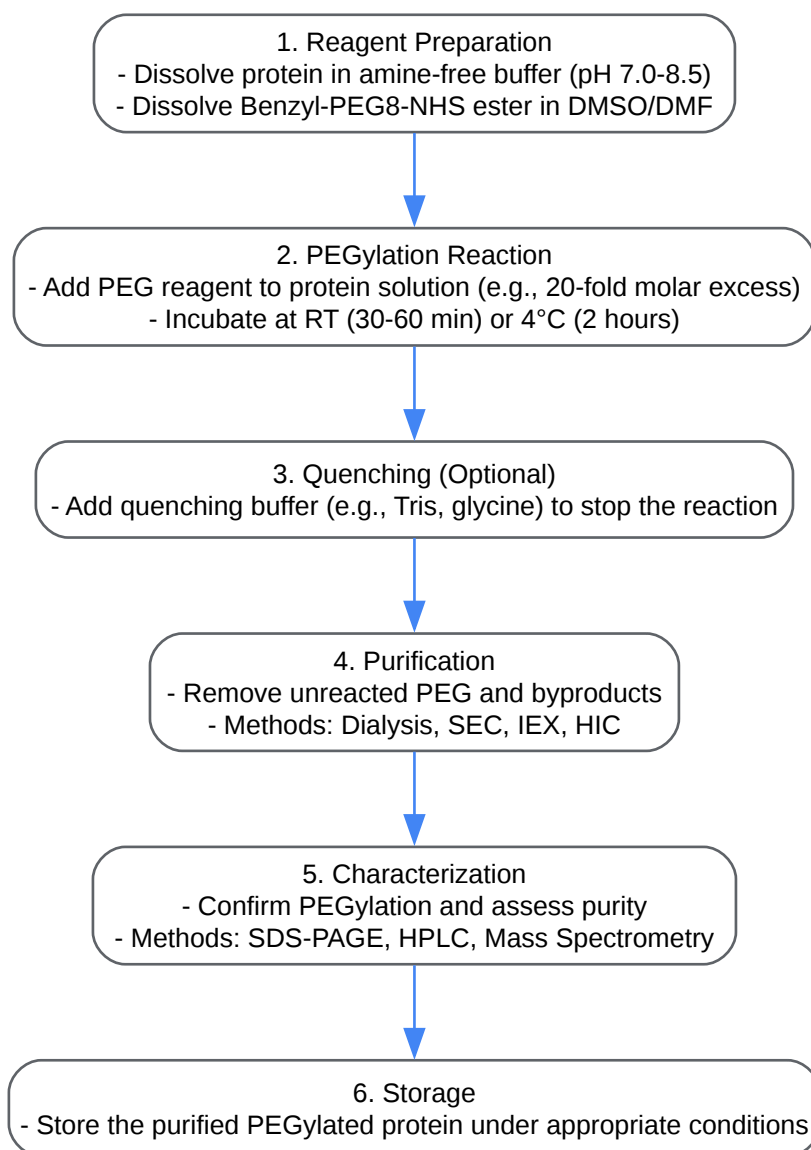 1. Reagent Preparation
- Dissolve protein in amine-free buffer (pH 7.0-8.5)
- Dissolve Benzyl-PEG8-NHS ester in DMSO/DMF
2. PEGylation Reaction
- Add PEG reagent to protein solution (e.g., 20-fold molar excess)
- Incubate at RT (30-60 min) or 4°C (2 hours)
3. Quenching (Optional)
- Add quenching buffer (e.g., Tris, glycine) to stop the reaction
4. Purification
- Remove unreacted PEG and byproducts
- Methods: Dialysis, SEC, IEX, HIC
5. Characterization
- Confirm PEGylation and assess purity
- Methods: SDS-PAGE, HPLC, Mass Spectrometry
6. Storage
- Store the purified PEGylated protein under appropriate conditions